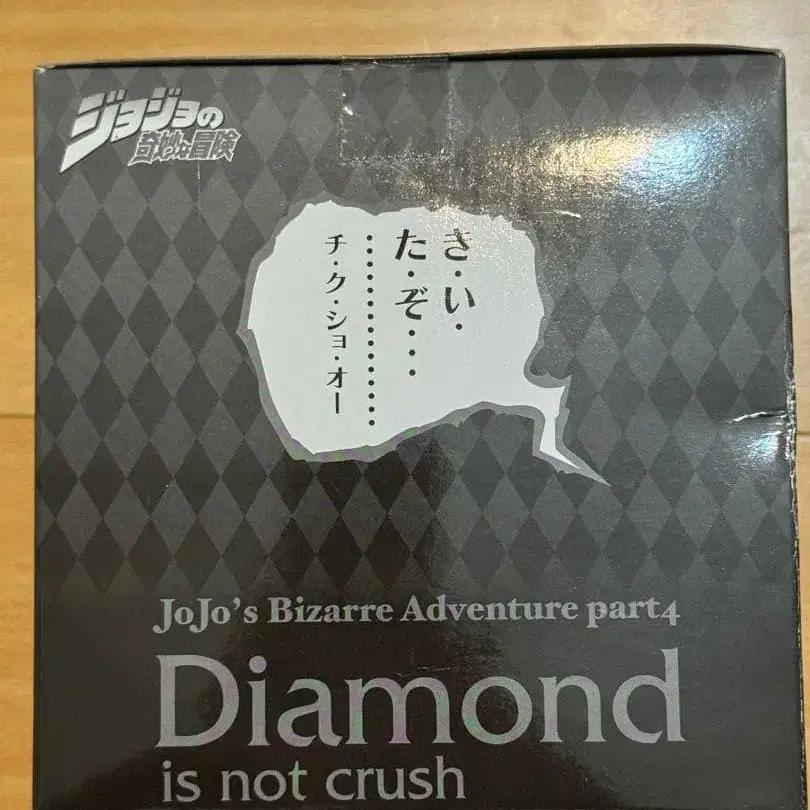 ジョジョの
奇妙な冒険
き・い・
た・ぞ・・・
・・・・・・・・・・・・・・
チ・ク・ショ・オー
JoJo's Bizarre Adventure part4
Diamond
is not crush